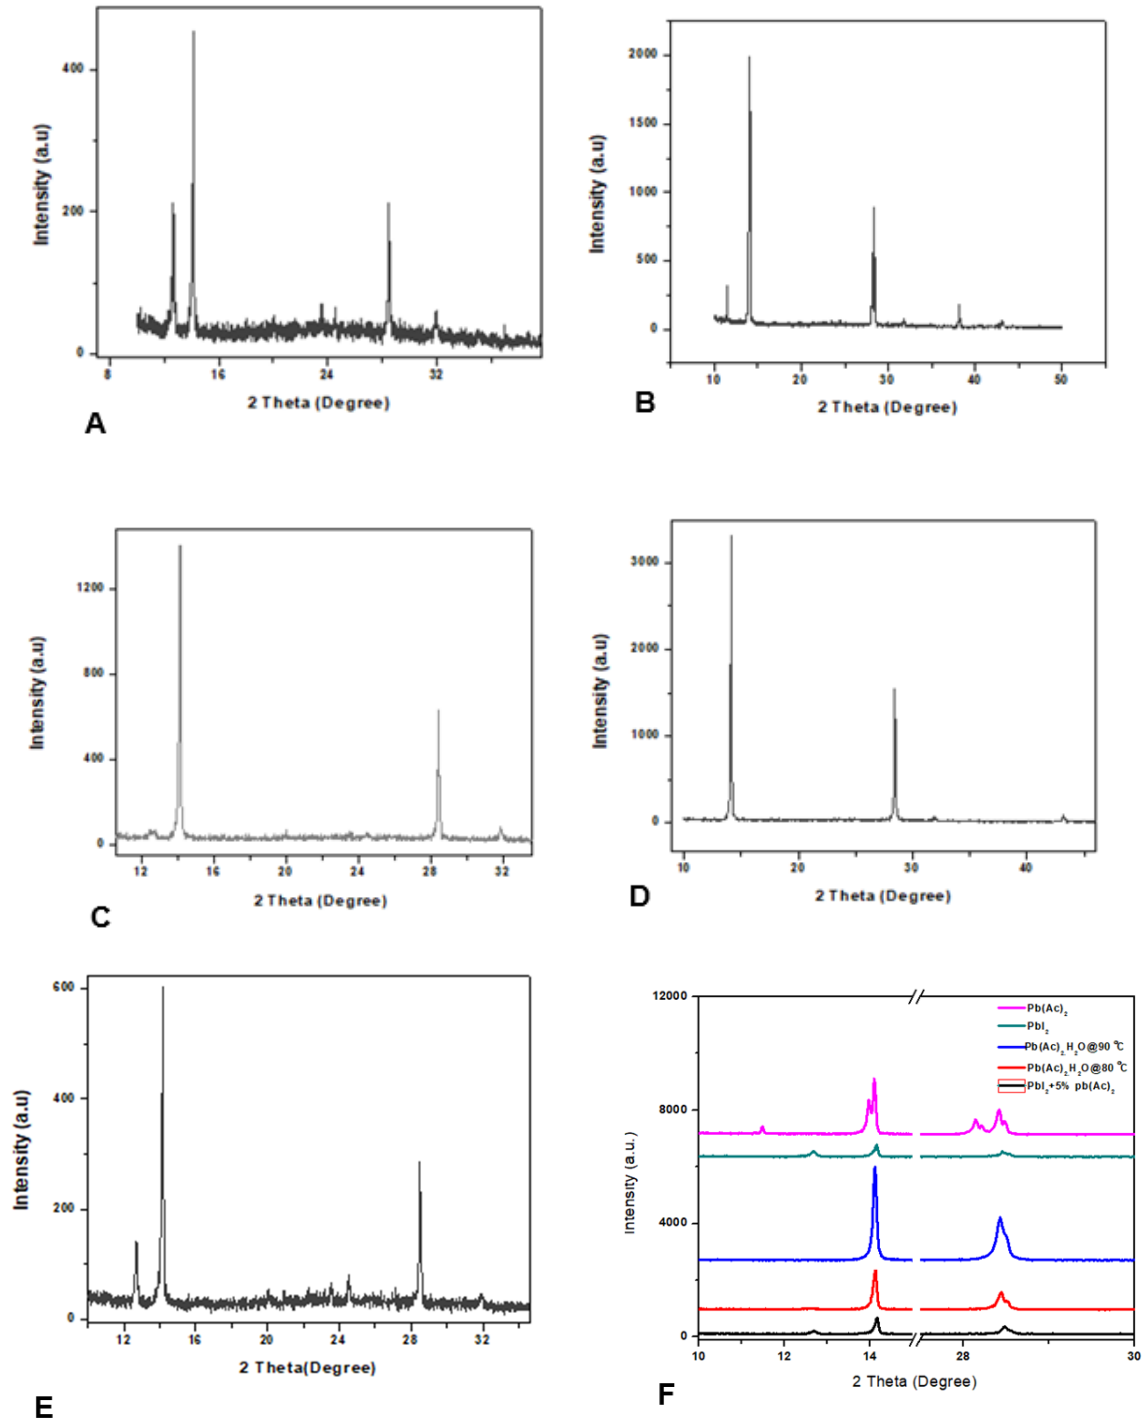 400
200
0
8 16 24 32
Intensity (a.u)
2 Theta (Degree)
A
2000
1500
1000
500
0
10 20 30 40 50
Intensity (a.u)
2 Theta (Degree)
B
1200
800
400
0
12 16 20 24 28 32
Intensity (a.u)
2 Theta (Degree)
C
3000
2000
1000
0
10 20 30 40
Intensity (a.u)
2 Theta (Degree)
D
600
400
200
0
12 16 20 24 28 32
Intensity (a.u)
2 Theta(Degree)
E
12000
8000
4000
0
10 12 14 28 30
Intensity (a.u.)
2 Theta (Degree)
Pb(Ac)₂
PbI₂
Pb(Ac)₂.H₂O@90 °C
Pb(Ac)₂.H₂O@80 °C
PbI₂+5% pb(Ac)₂
F